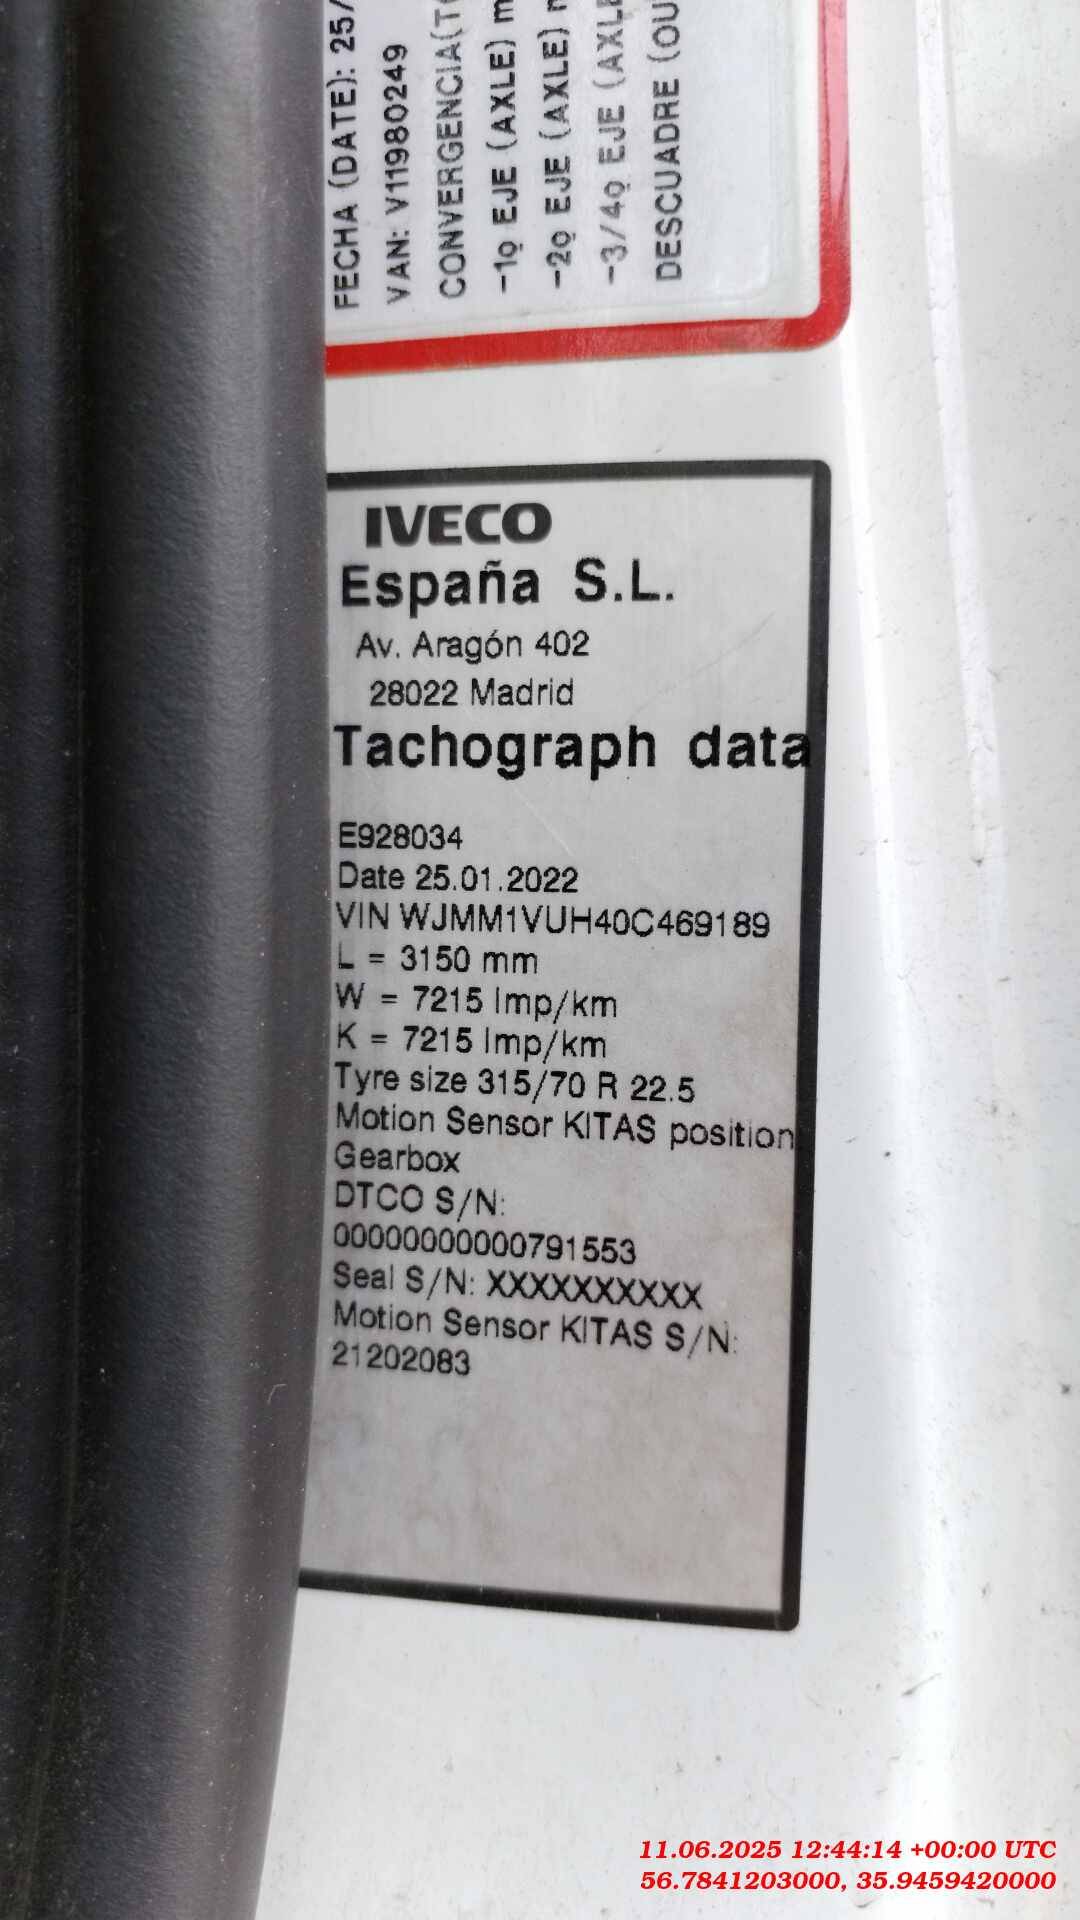 FECHA (DATE): 25/
VAN: V11980249
CONVERGENCIA(T
-1º EJE (AXLE) m
-2º EJE (AXLE)
-3/4º EJE (AXL
DESCUADRE (OU
IVECO
España S.L.
Av. Aragón 402
28022 Madrid
Tachograph data
E928034
Date 25.01.2022
VIN WJMM1VUH40C469189
L = 3150 mm
W = 7215 Imp/km
K = 7215 Imp/km
Tyre size 315/70 R 22.5
Motion Sensor KITAS position
Gearbox
DTCO S/N:
00000000000791553
Seal S/N: XXXXXXXXXX
Motion Sensor KITAS S/N:
21202083
11.06.2025 12:44:14 +00:00 UTC
56.7841203000, 35.9459420000